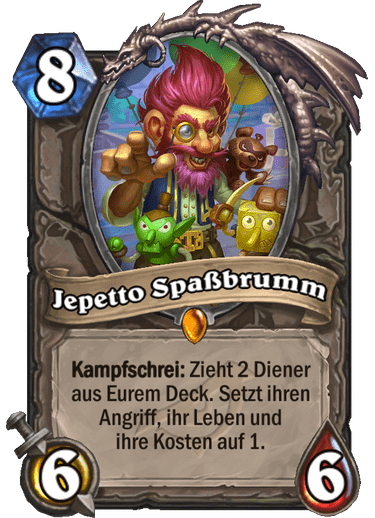 8
Jepetto Spaßbrumm
Kampfschrei: Zieht 2 Diener
aus Eurem Deck. Setzt ihren
Angriff, ihr Leben und
ihre Kosten auf 1.
6
6